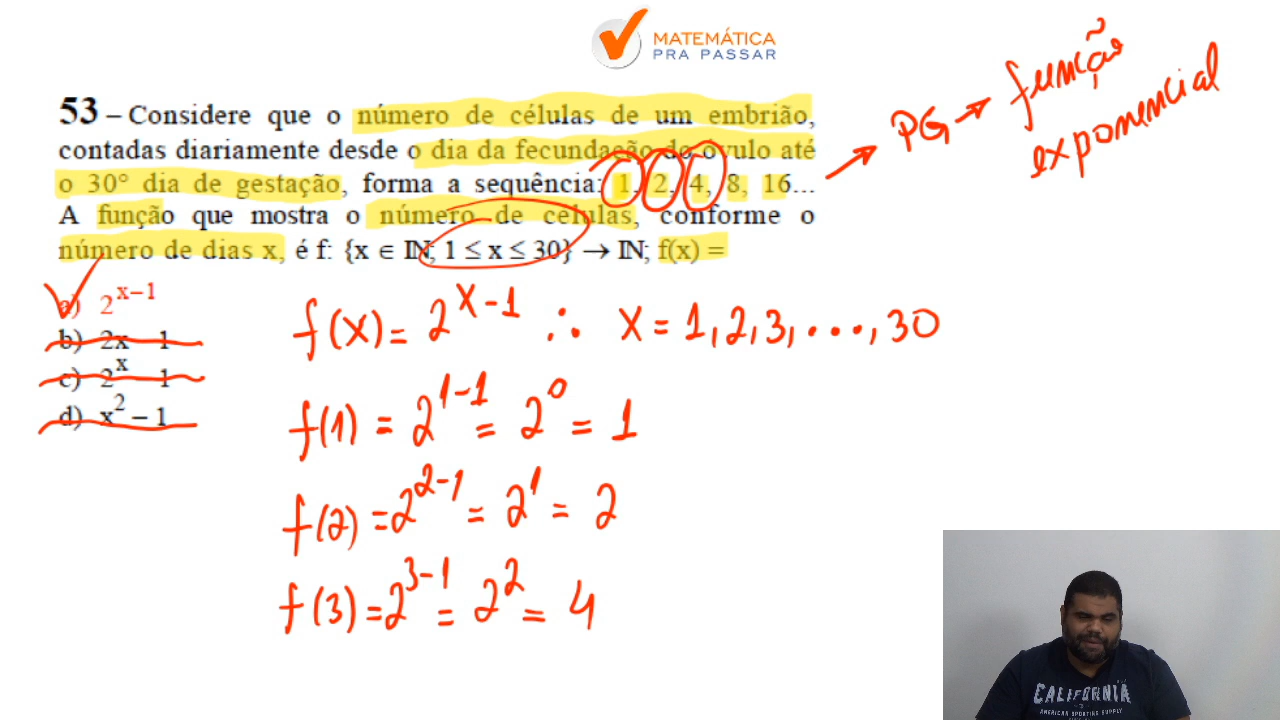 MATEMÁTICA
PRA PASSAR
PG → função
exponencial
53 – Considere que o número de células de um embrião,
contadas diariamente desde o dia da fecundação do óvulo até
o 30° dia de gestação, forma a sequência: 1, 2, 4, 8, 16...
A função que mostra o número de células, conforme o
número de dias x, é f: {x ∈ IN; 1 ≤ x ≤ 30} → IN; f(x) =
a) 2^{x–1}
b) 2x – 1
c) 2^x – 1
d) x² – 1
f(x) = 2^{x-1} ∴ x = 1, 2, 3, ..., 30
f(1) = 2^{1-1} = 2^0 = 1
f(2) = 2^{2-1} = 2^1 = 2
f(3) = 2^{3-1} = 2^2 = 4
CALIFORNIA
AMERICAN SPORTING SUPPLY